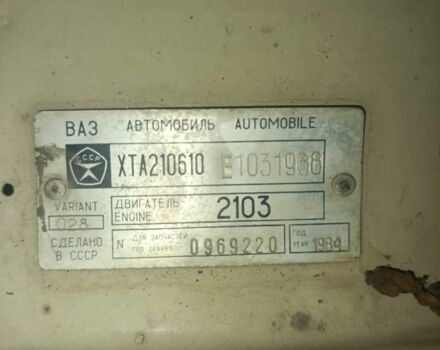 ВАЗ АВТОМОБИЛЬ AUTOMOBILE
СССР XTA210610 E1031938
VARIANT 028
ДВИГАТЕЛЬ
ENGINE 2103
СДЕЛАНО
В СССР
N ДЛЯ ЗАПЧАСТЕЙ
FOR SPARES 0969220
ГОД
YEAR 1984